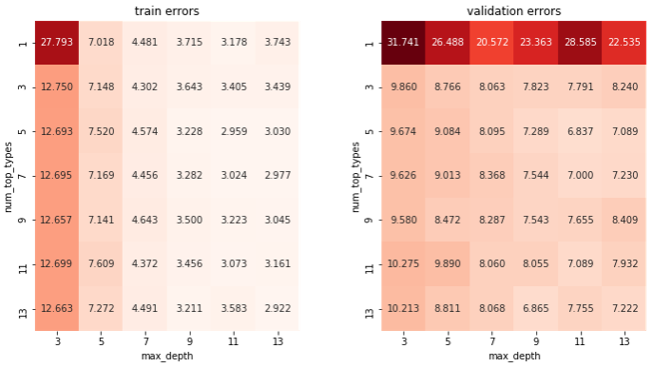 train errors
validation errors
num_top_types
1 27.793 7.018 4.481 3.715 3.178 3.743
3 12.750 7.148 4.302 3.643 3.405 3.439
5 12.693 7.520 4.574 3.228 2.959 3.030
7 12.695 7.169 4.456 3.282 3.024 2.977
9 12.657 7.141 4.643 3.500 3.223 3.045
11 12.699 7.609 4.372 3.456 3.073 3.161
13 12.663 7.272 4.491 3.211 3.583 2.922
3 5 7 9 11 13
max_depth
num_top_types
1 31.741 26.488 20.572 23.363 28.585 22.535
3 9.860 8.766 8.063 7.823 7.791 8.240
5 9.674 9.084 8.095 7.289 6.837 7.089
7 9.626 9.013 8.368 7.544 7.000 7.230
9 9.580 8.472 8.287 7.543 7.655 8.409
11 10.275 9.890 8.060 8.055 7.089 7.932
13 10.213 8.811 8.068 6.865 7.755 7.222
3 5 7 9 11 13
max_depth